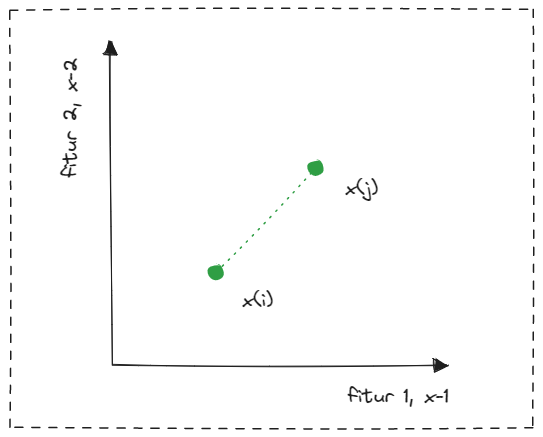 fitur 2, x-2
x(j)
x(i)
fitur 1, x-1